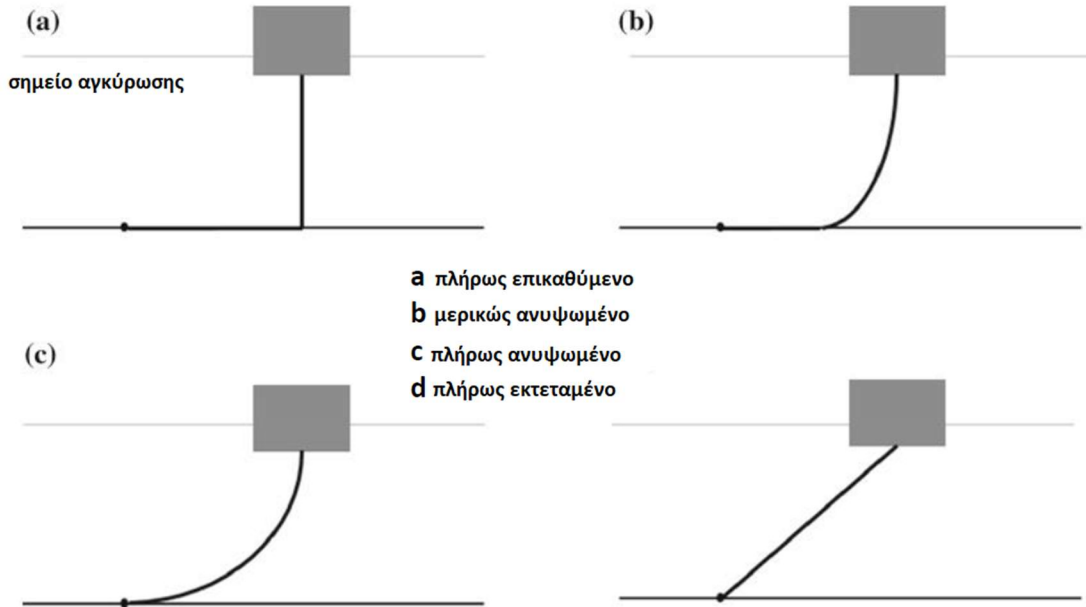 (a)
(b)
σημείο αγκύρωσης
a πλήρως επικαθύμενο
b μερικώς ανυψωμένο
(c)
c πλήρως ανυψωμένο
d πλήρως εκτεταμένο